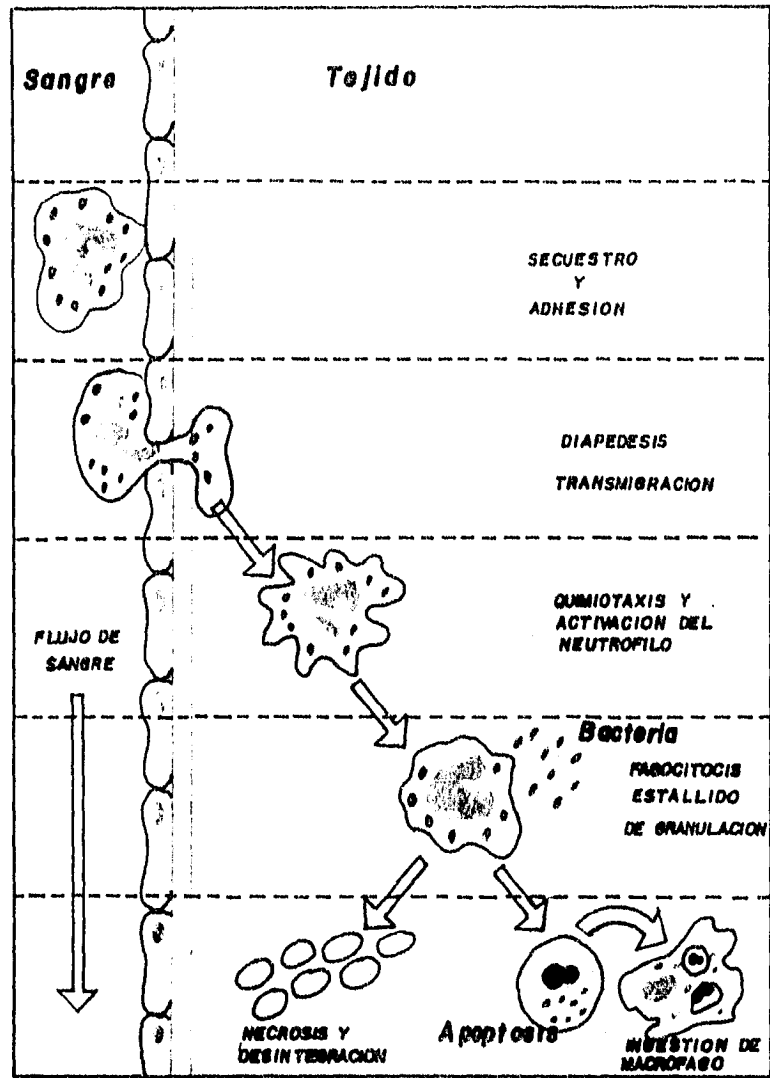 Sangre
Tejido
SECUESTRO
Y
ADHESION
DIAPEDESIS
TRANSMIGRACION
QUIMIOTAXIS Y
ACTIVACION DEL
NEUTROFILO
FLUJO DE
SANGRE
Bacteria
FAGOCITOCIS
ESTALLIDO
DE GRANULACION
NECROSIS Y
DESINTEGRACION
Apoptosis
INGESTION DE
MACROFAGO